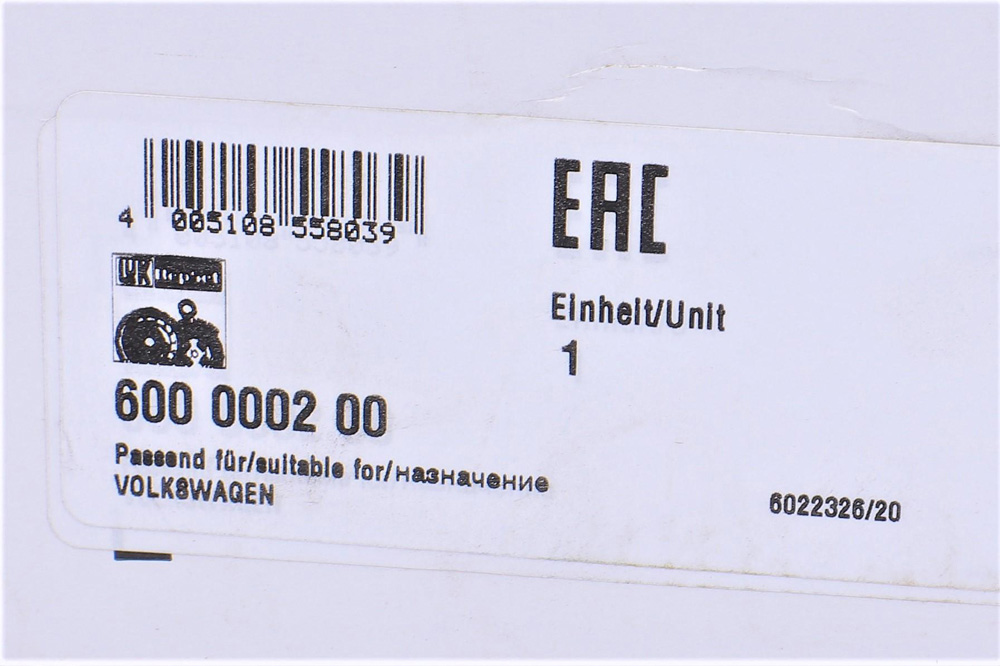 4 005108 558039
EAC
LUK RepSet
Einheit/Unit
1
600 0002 00
Passend für/suitable for/назначение
VOLKSWAGEN
6022326/20